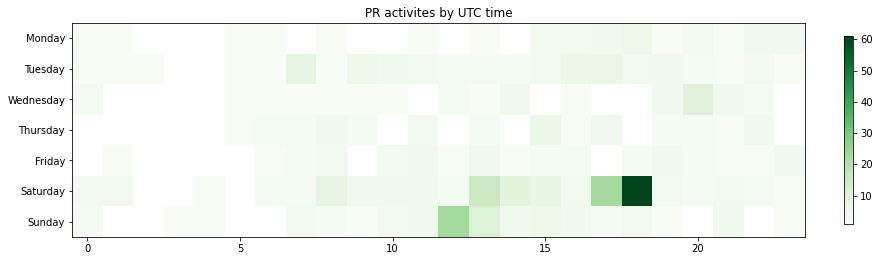 PR activites by UTC time
Monday
Tuesday
Wednesday
Thursday
Friday
Saturday
Sunday
0 5 10 15 20
60
50
40
30
20
10